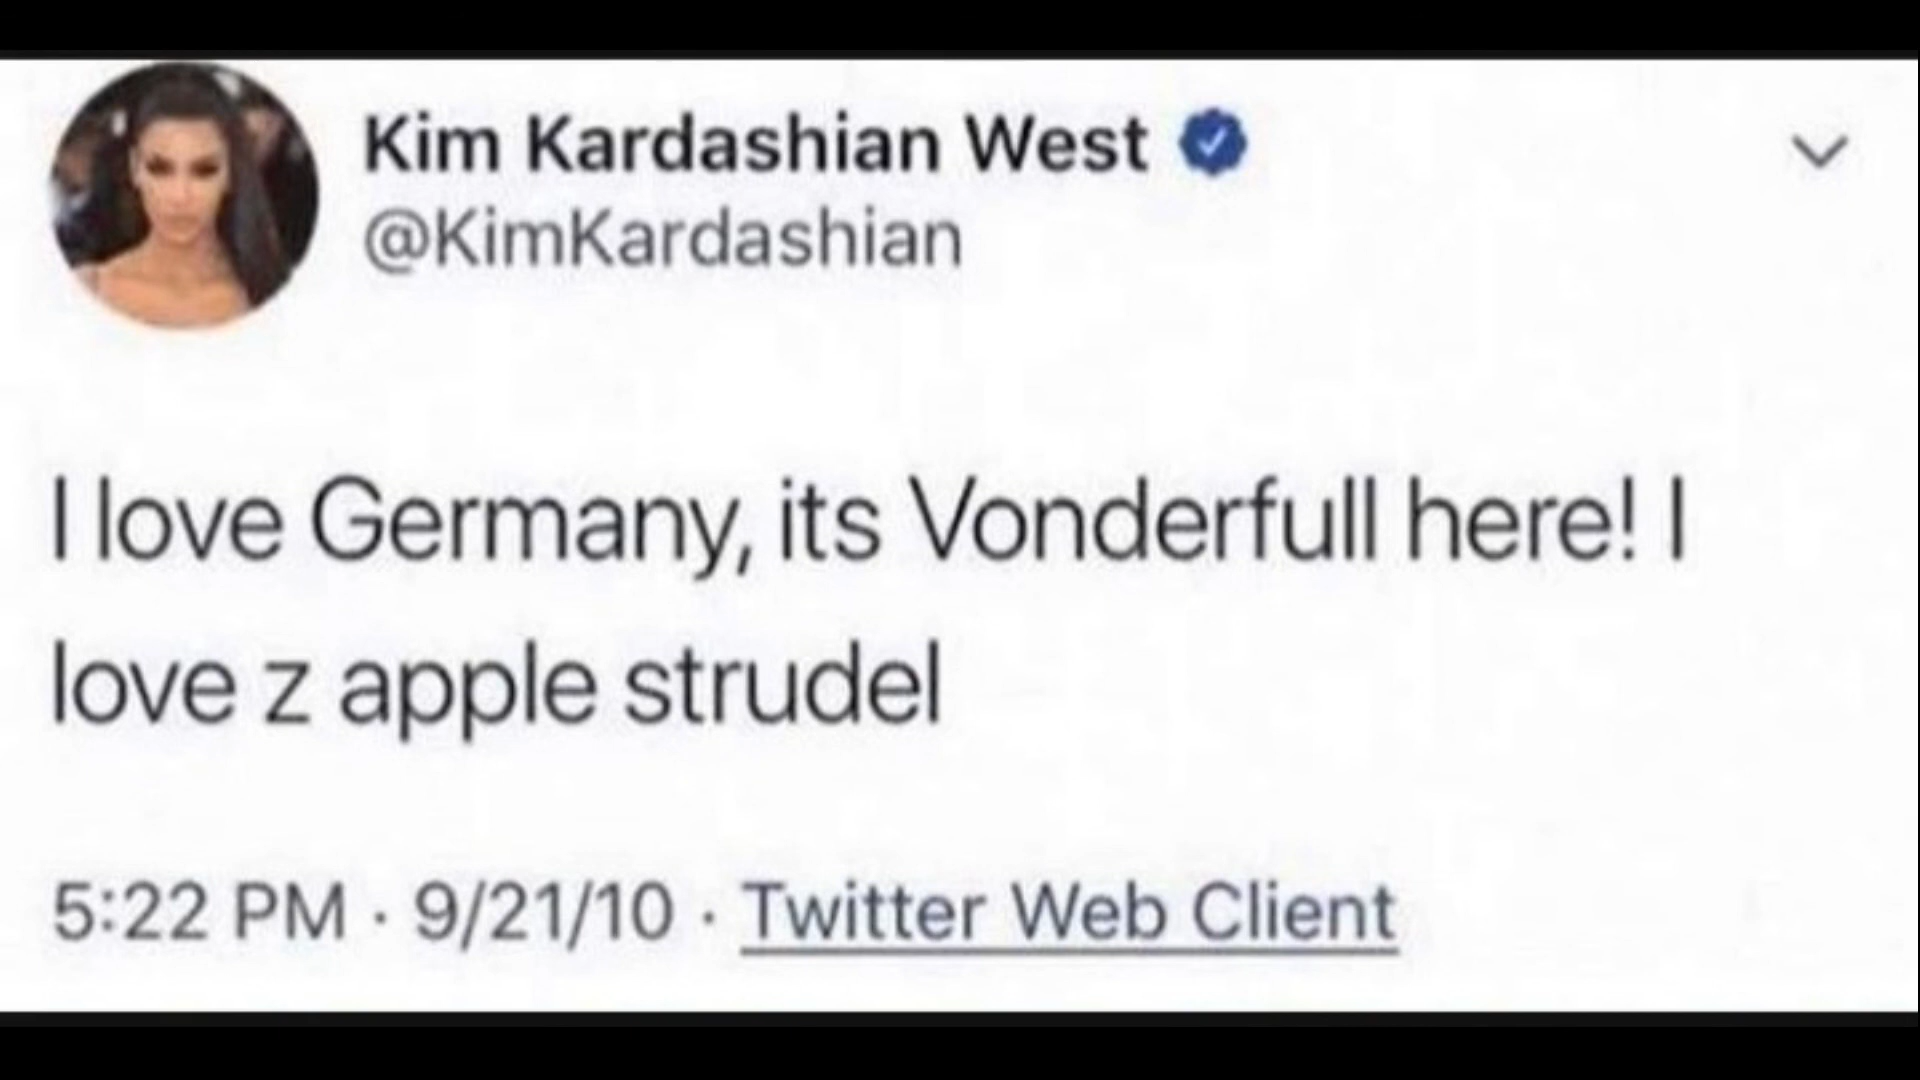 Kim Kardashian West
@KimKardashian
I love Germany, its Vonderfull here! I
love z apple strudel
5:22 PM · 9/21/10 · Twitter Web Client